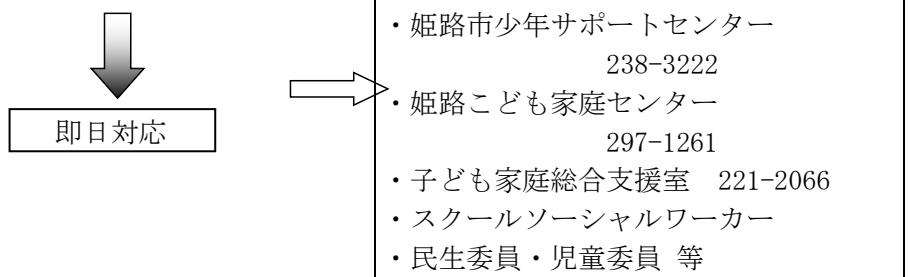 即日対応
・姫路市少年サポートセンター
238-3222
・姫路こども家庭センター
297-1261
・子ども家庭総合支援室 221-2066
・スクールソーシャルワーカー
・民生委員・児童委員 等